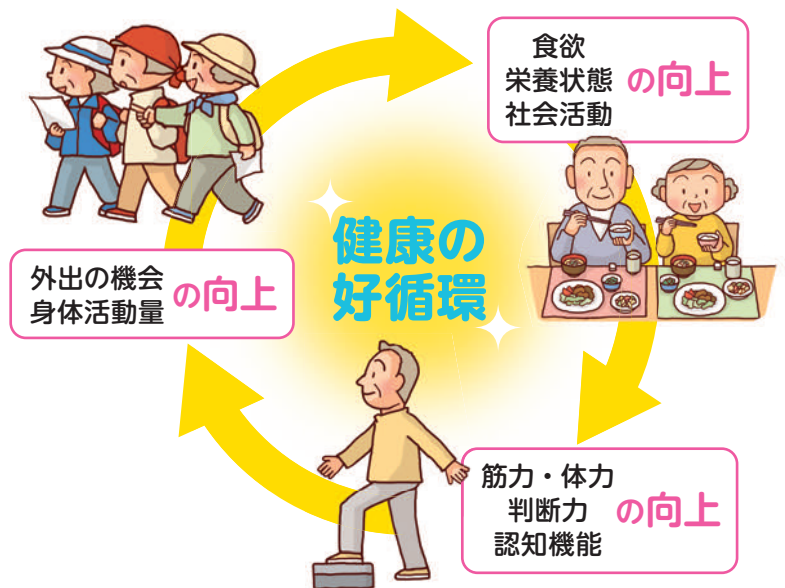 食欲
栄養状態
社会活動
の向上
健康の
好循環
外出の機会
身体活動量
の向上
筋力・体力
判断力
認知機能
の向上